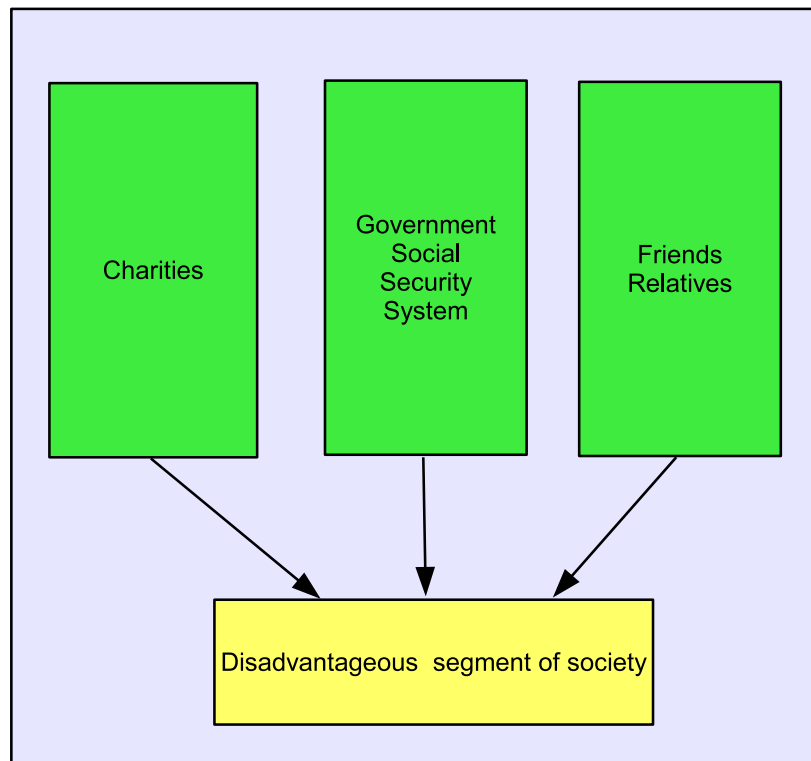 Charities
Government
Social
Security
System
Friends
Relatives
Disadvantageous  segment of society